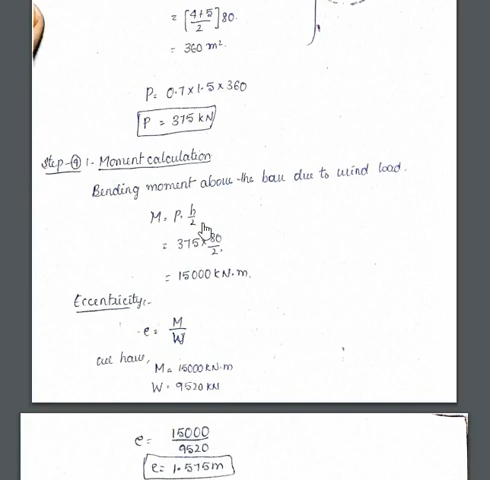 = [4+5/2] 80
= 360 m².
P = 0.7 x 1.5 x 360
P = 375 kN
Step-④ :- Moment calculation
Bending moment above the base due to wind load.
M = P. h/2
= 375 x 80/2.
= 15000 kN.m.
Eccentricity:-
e = M/W
we have,
M = 15000 kN.m
W = 9520 kN
e = 15000/9520
e = 1.575m